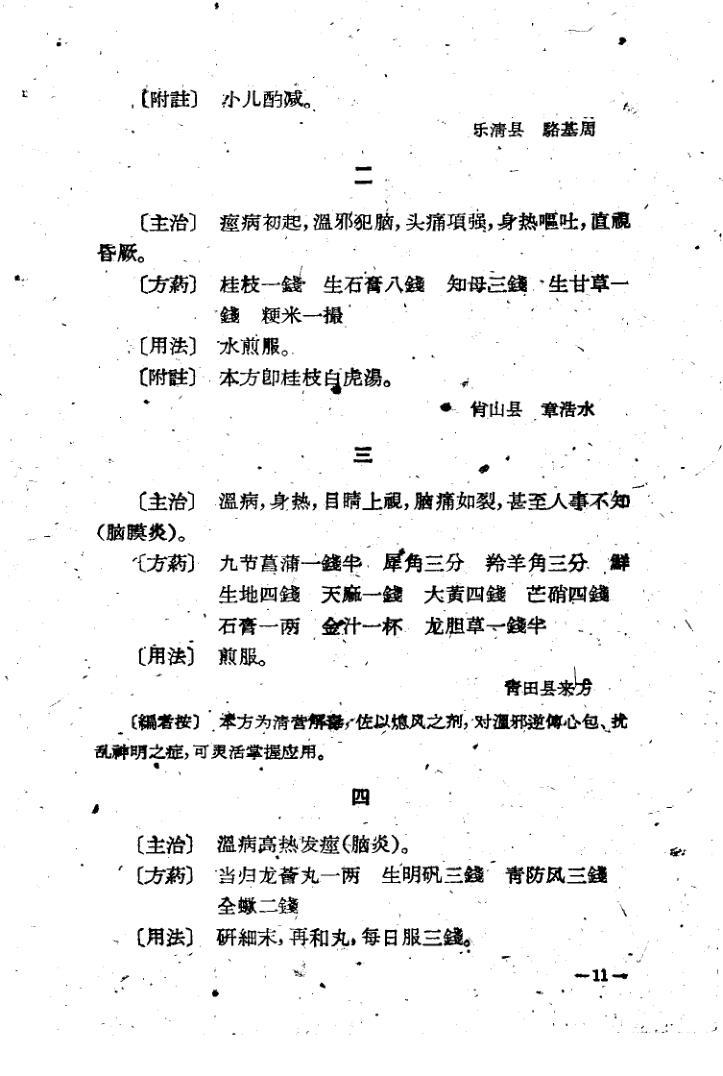 〔附註〕 小儿酌减。
乐清县 駱基周
二
〔主治〕 痙病初起,溫邪犯脑,头痛項强,身热嘔吐,直視
昏厥。
〔方葯〕 桂枝一錢 生石膏八錢 知母三錢 生甘草一
錢 粳米一撮
〔用法〕 水煎服。
〔附註〕 本方卽桂枝白虎湯。
山县 章浩水
三
〔主治〕 溫病,身热,目睛上視,脑痛如裂,甚至人事不知
(脑膜炎)。
〔方葯〕 九节菖蒲一錢半 犀角三分 羚羊角三分 鮮
生地四錢 天麻一錢 大黃四錢 芒硝四錢
石膏一两 金汁一杯 龙胆草一錢半
〔用法〕 煎服。
青田县来方
〔編者按〕 本方为清营解毒,佐以熄风之剂,对溫邪逆傳心包、扰
乱神明之症,可灵活掌握应用。
四
〔主治〕 溫病高热发痙(脑炎)。
〔方葯〕 当归龙薈丸一两 生明矾三錢 青防风三錢
全蝎二錢
〔用法〕 研細末,再和丸,每日服三錢。
—11—